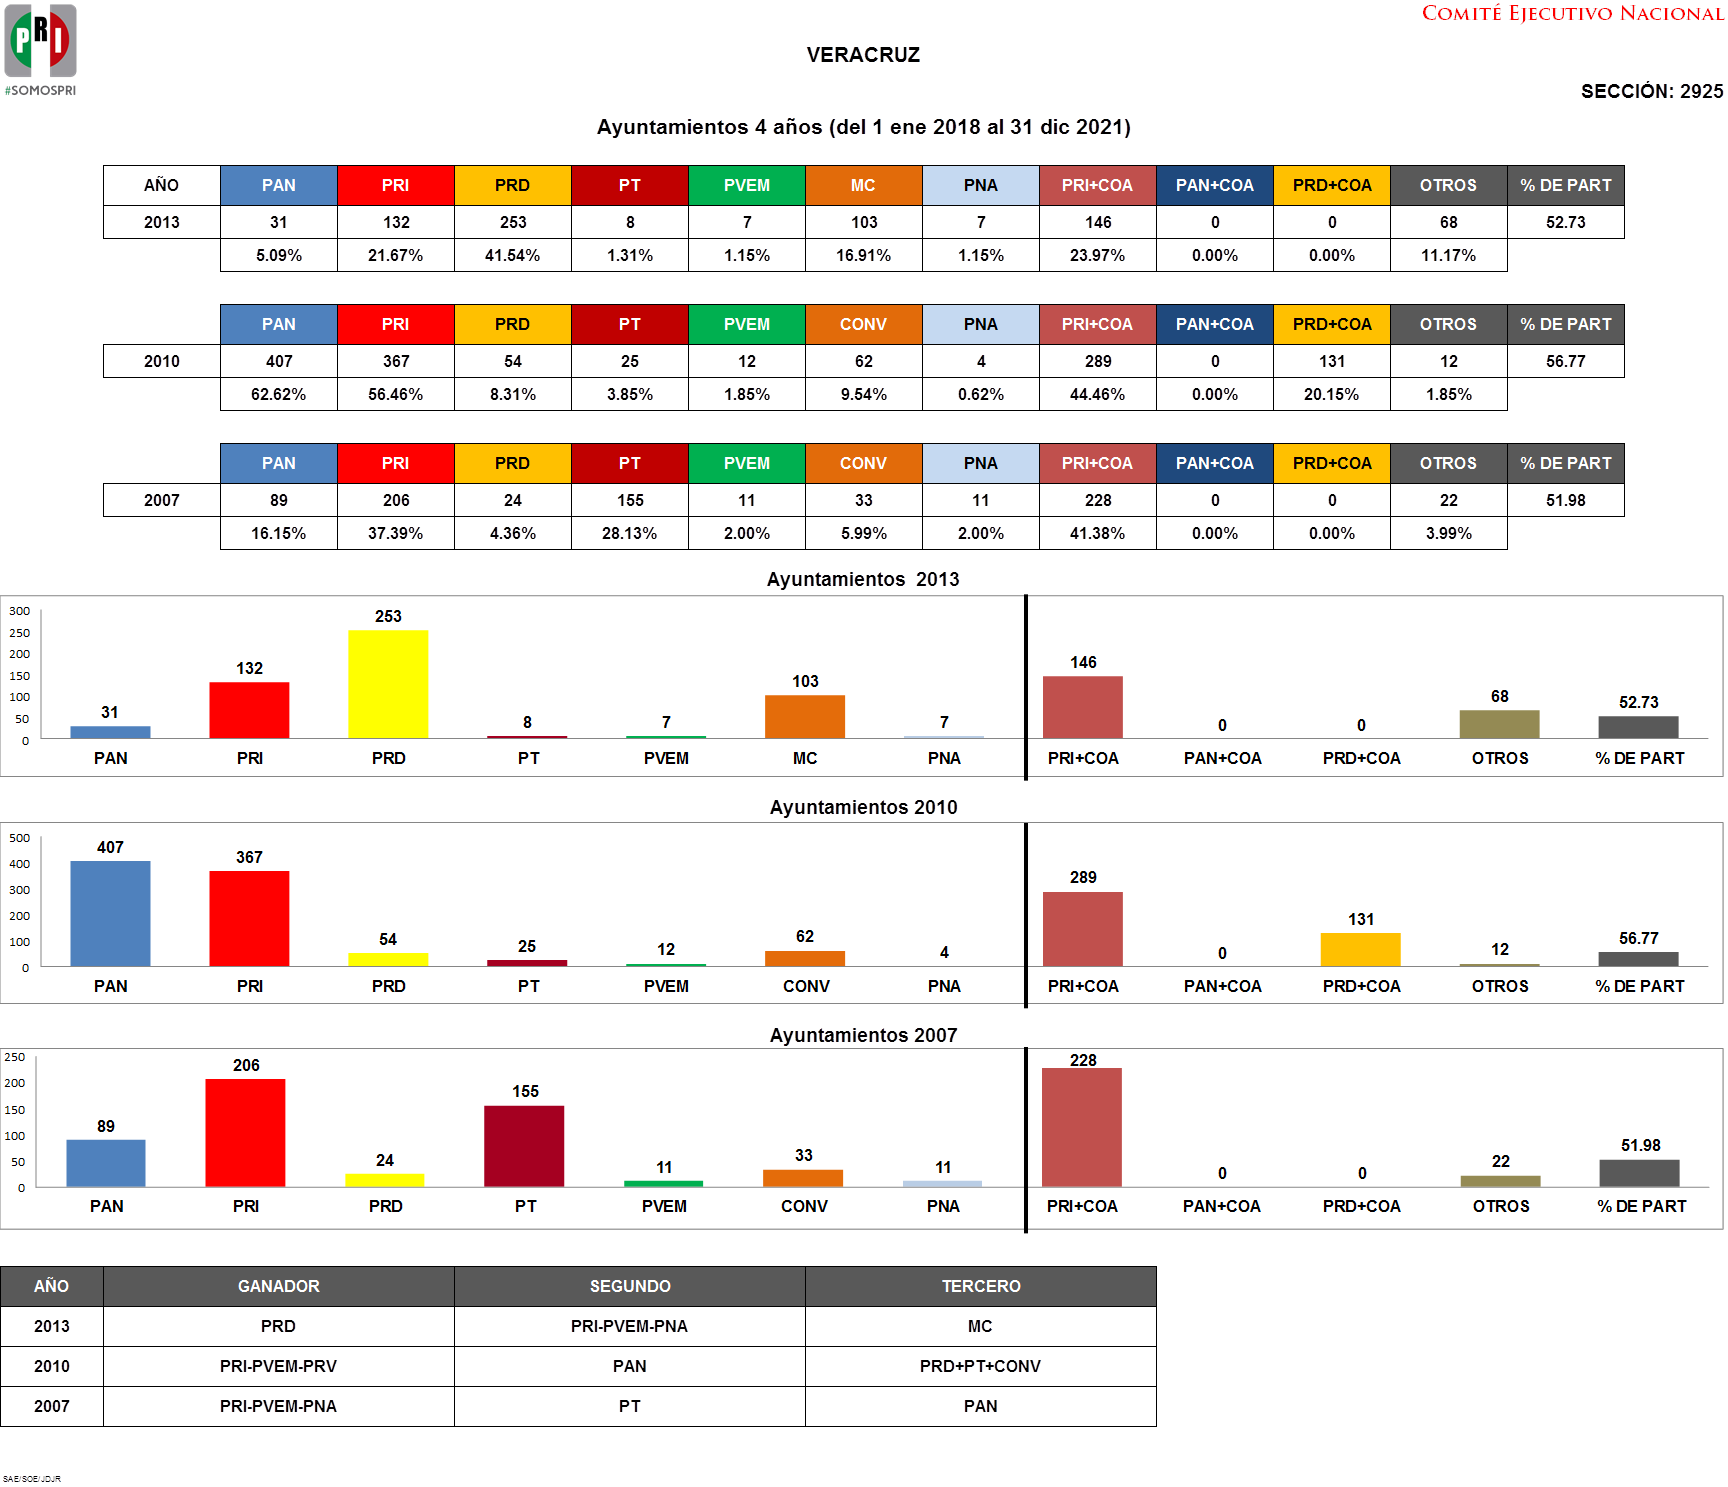 COMITÉ EJECUTIVO NACIONAL
PRI
#SOMOSPRI
VERACRUZ
SECCIÓN: 2925
Ayuntamientos 4 años (del 1 ene 2018 al 31 dic 2021)
AÑO PAN PRI PRD PT PVEM MC PNA PRI+COA PAN+COA PRD+COA OTROS % DE PART
2013 31 132 253 8 7 103 7 146 0 0 68 52.73
5.09% 21.67% 41.54% 1.31% 1.15% 16.91% 1.15% 23.97% 0.00% 0.00% 11.17%
PAN PRI PRD PT PVEM CONV PNA PRI+COA PAN+COA PRD+COA OTROS % DE PART
2010 407 367 54 25 12 62 4 289 0 131 12 56.77
62.62% 56.46% 8.31% 3.85% 1.85% 9.54% 0.62% 44.46% 0.00% 20.15% 1.85%
PAN PRI PRD PT PVEM CONV PNA PRI+COA PAN+COA PRD+COA OTROS % DE PART
2007 89 206 24 155 11 33 11 228 0 0 22 51.98
16.15% 37.39% 4.36% 28.13% 2.00% 5.99% 2.00% 41.38% 0.00% 0.00% 3.99%
Ayuntamientos 2013
300
250
200
150
100
50
0
31 132 253 8 7 103 7 146 0 0 68 52.73
PAN PRI PRD PT PVEM MC PNA PRI+COA PAN+COA PRD+COA OTROS % DE PART
Ayuntamientos 2010
500
400
300
200
100
0
407 367 54 25 12 62 4 289 0 131 12 56.77
PAN PRI PRD PT PVEM CONV PNA PRI+COA PAN+COA PRD+COA OTROS % DE PART
Ayuntamientos 2007
250
200
150
100
50
0
89 206 24 155 11 33 11 228 0 0 22 51.98
PAN PRI PRD PT PVEM CONV PNA PRI+COA PAN+COA PRD+COA OTROS % DE PART
AÑO GANADOR SEGUNDO TERCERO
2013 PRD PRI-PVEM-PNA MC
2010 PRI-PVEM-PRV PAN PRD+PT+CONV
2007 PRI-PVEM-PNA PT PAN
SAE/SOE/JDJR